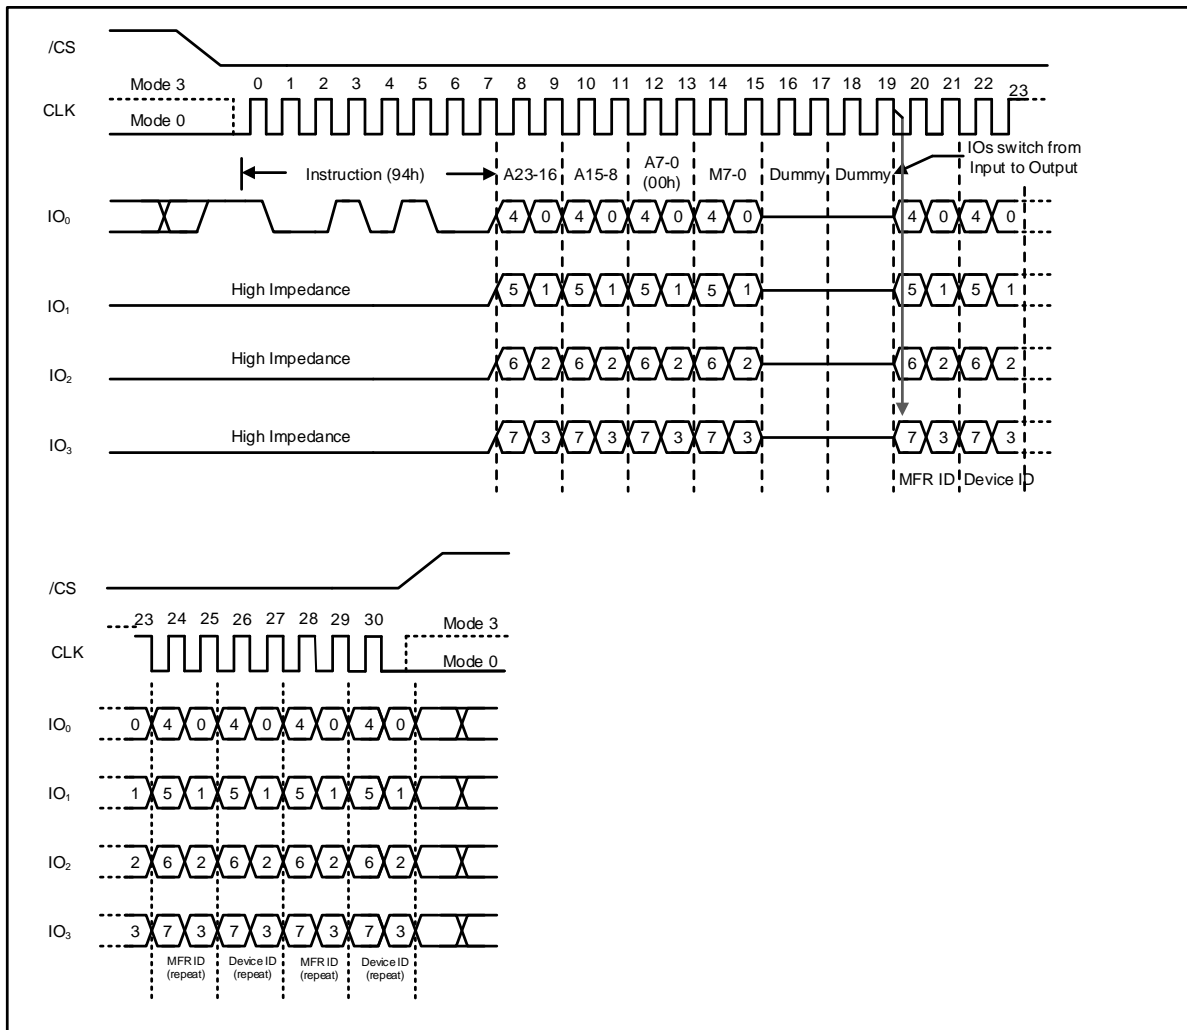 /CS
Mode 3 0 1 2 3 4 5 6 7 8 9 10 11 12 13 14 15 16 17 18 19 20 21 22 23
CLK
Mode 0
Instruction (94h) A23-16 A15-8 A7-0 (00h) M7-0 Dummy Dummy IOs switch from Input to Output
IO0 4 0 4 0 4 0 4 0 4 0 4 0
IO1 High Impedance 5 1 5 1 5 1 5 1 5 1 5 1
IO2 High Impedance 6 2 6 2 6 2 6 2 6 2 6 2
IO3 High Impedance 7 3 7 3 7 3 7 3 7 3 7 3
MFR ID Device ID
/CS
23 24 25 26 27 28 29 30 Mode 3
CLK
Mode 0
IO0 0 4 0 4 0 4 0 4 0
IO1 1 5 1 5 1 5 1 5 1
IO2 2 6 2 6 2 6 2 6 2
IO3 3 7 3 7 3 7 3 7 3
MFR ID Device ID MFR ID Device ID
(repeat) (repeat) (repeat) (repeat)